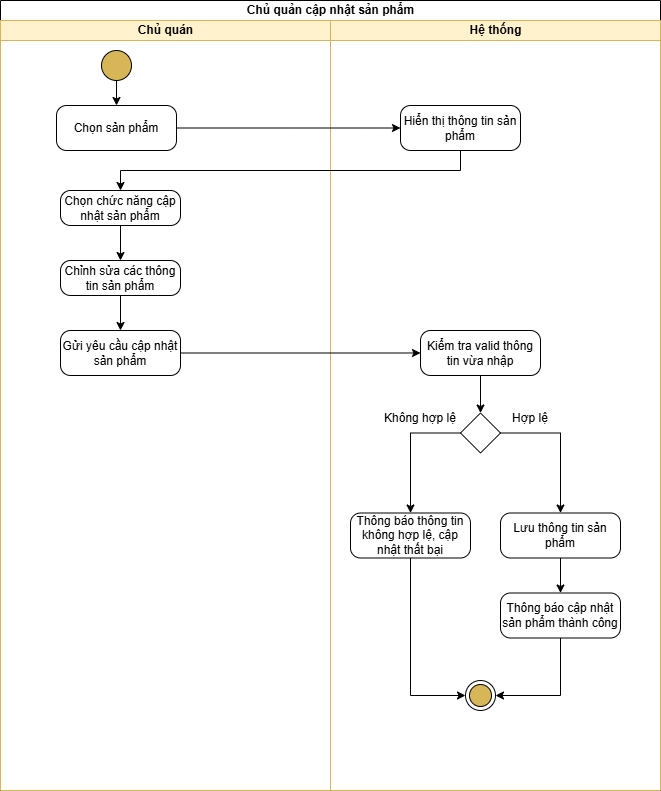 Chủ quản cập nhật sản phẩm
Chủ quán
Hệ thống
Chọn sản phẩm
Hiển thị thông tin sản
phẩm
Chọn chức năng cập
nhật sản phẩm
Chỉnh sửa các thông
tin sản phẩm
Gửi yêu cầu cập nhật
sản phẩm
Kiểm tra valid thông
tin vừa nhập
Không hợp lệ
Hợp lệ
Thông báo thông tin
không hợp lệ, cập
nhật thất bại
Lưu thông tin sản
phẩm
Thông báo cập nhật
sản phẩm thành công